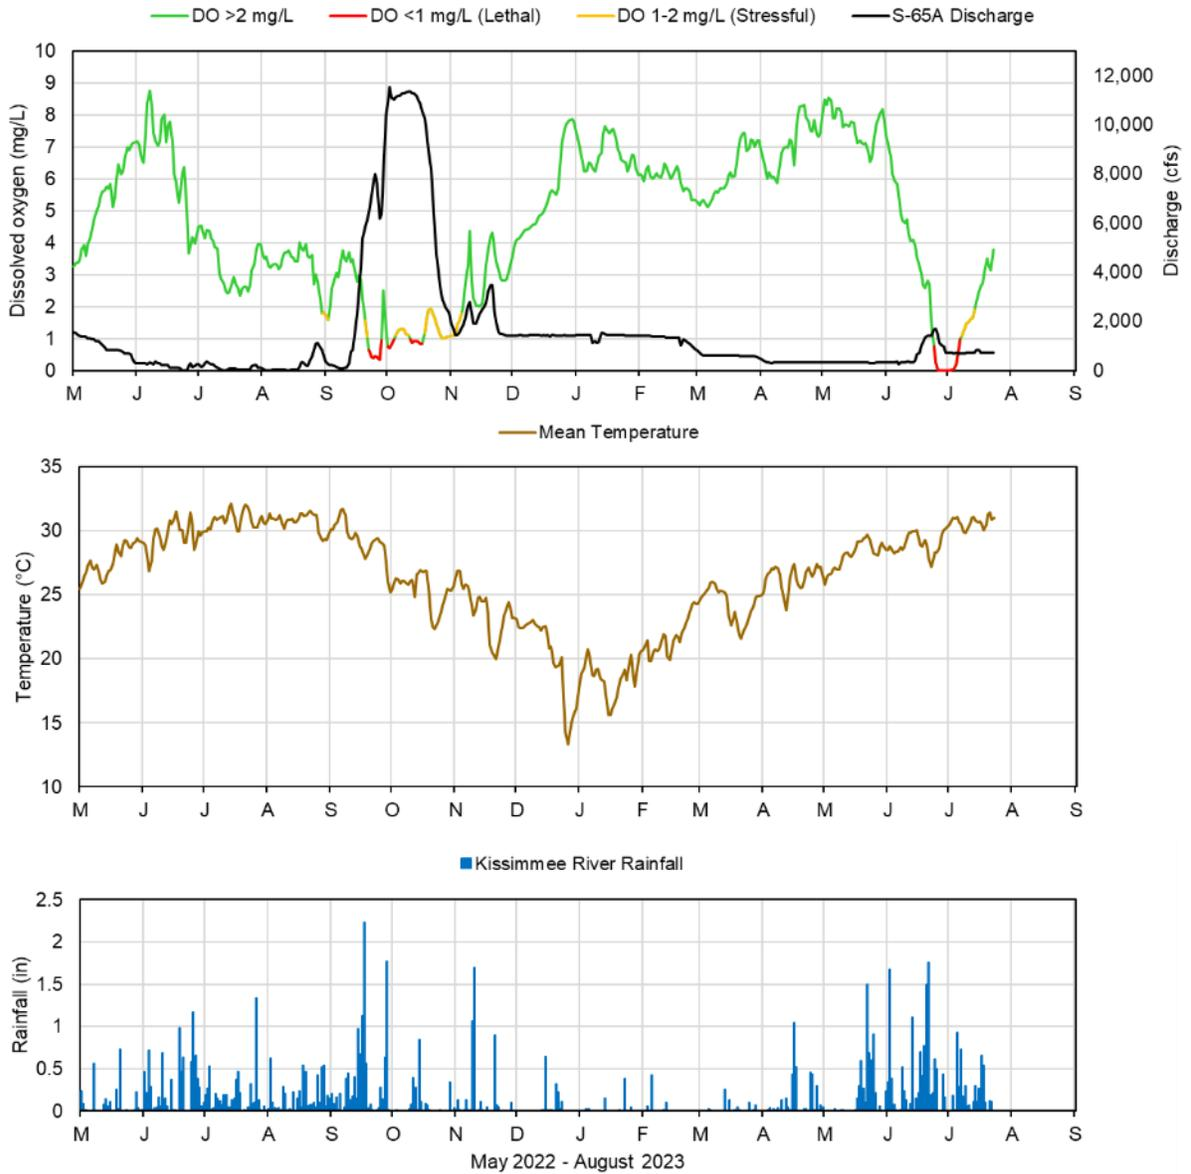 DO >2 mg/L DO <1 mg/L (Lethal) DO 1-2 mg/L (Stressful) S-65A Discharge
Dissolved oxygen (mg/L)
10
9
8
7
6
5
4
3
2
1
0
12,000
10,000
8,000
6,000
4,000
2,000
0
Discharge (cfs)
M J J A S O N D J F M A M J J A S
Mean Temperature
Temperature (°C)
35
30
25
20
15
10
M J J A S O N D J F M A M J J A S
Kissimmee River Rainfall
Rainfall (in)
2.5
2
1.5
1
0.5
0
M J J A S O N D J F M A M J J A S
May 2022 - August 2023